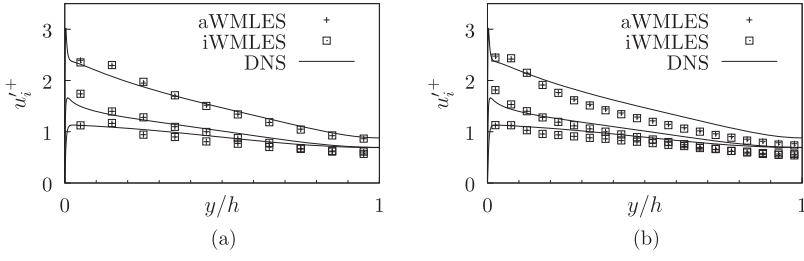 aWMLES
iWMLES
DNS
3
2
1
0
u′ᵢ⁺
0
y/h
1
(a)
aWMLES
iWMLES
DNS
3
2
1
0
u′ᵢ⁺
0
y/h
1
(b)